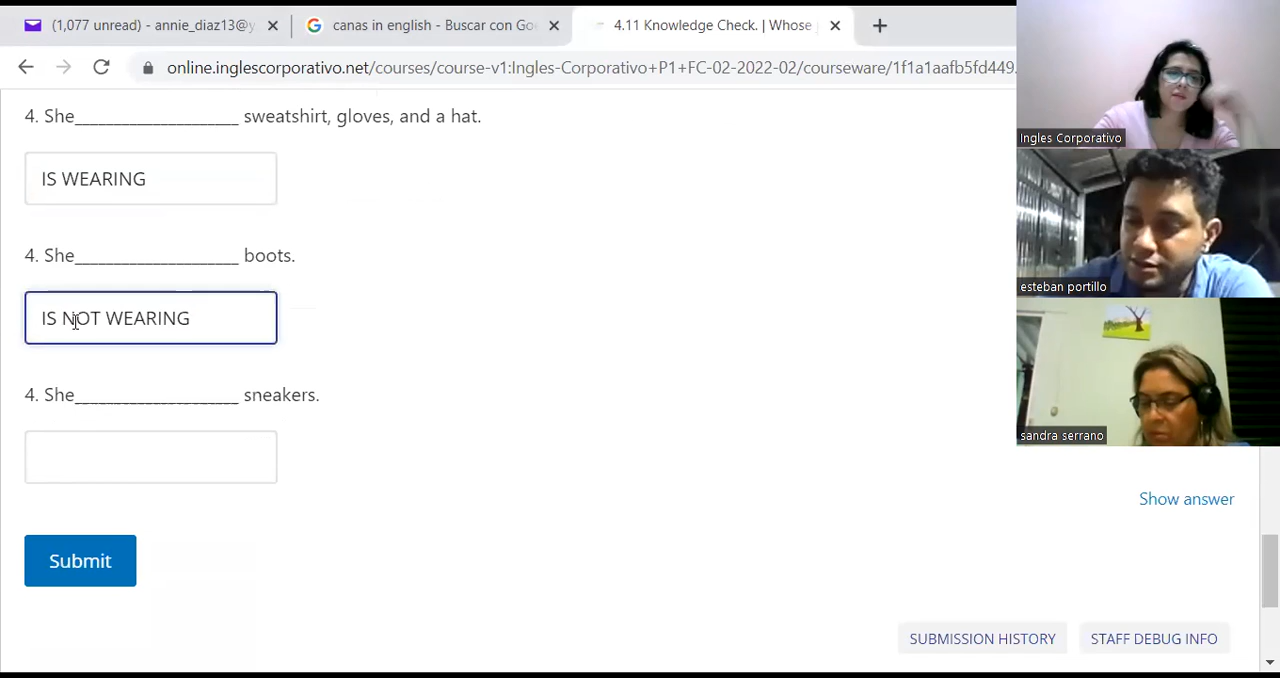 (1,077 unread) - annie_diaz13@y
canas in english - Buscar con Go
4.11 Knowledge Check. | Whose
online.inglescorporativo.net/courses/course-v1:Ingles-Corporativo+P1+FC-02-2022-02/courseware/1f1a1aafb5fd449...
4. She____________________ sweatshirt, gloves, and a hat.
IS WEARING
4. She____________________ boots.
IS NOT WEARING
4. She____________________ sneakers.
Show answer
Submit
SUBMISSION HISTORY
STAFF DEBUG INFO
Ingles Corporativo
esteban portillo
sandra serrano